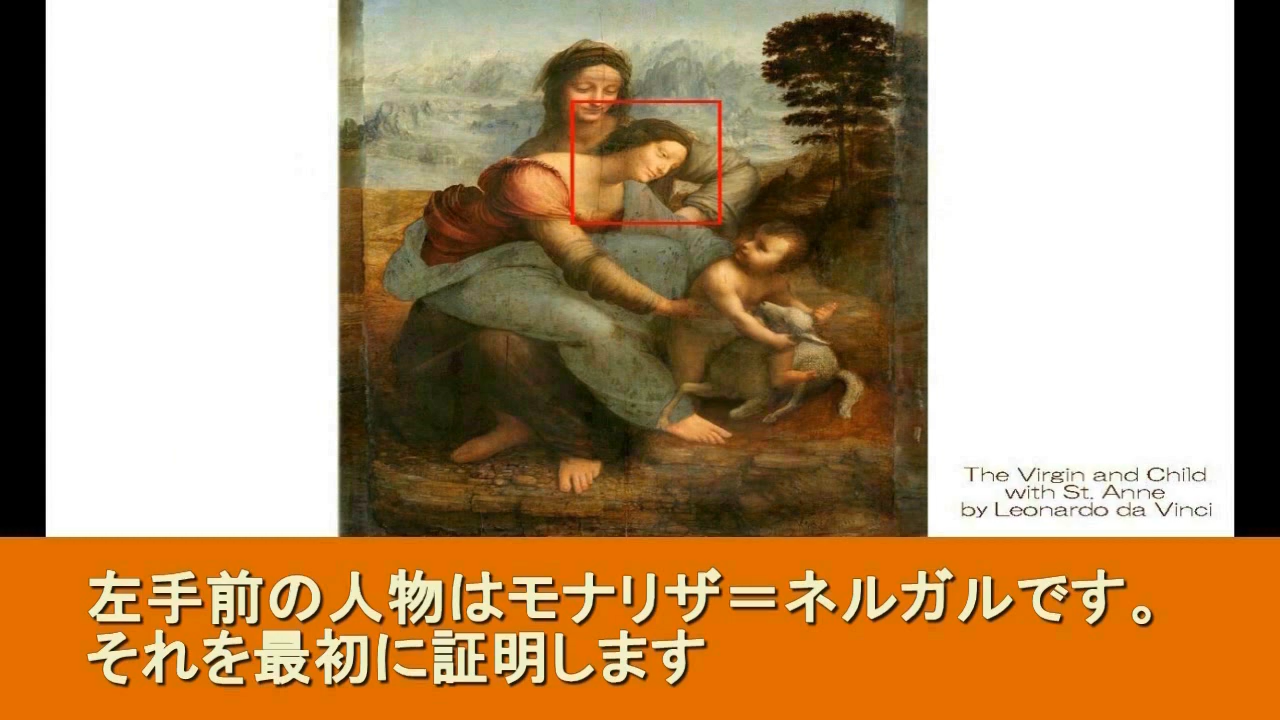 The Virgin and Child
with St. Anne
by Leonardo da Vinci
左手前の人物はモナリザ＝ネルガルです。
それを最初に証明します